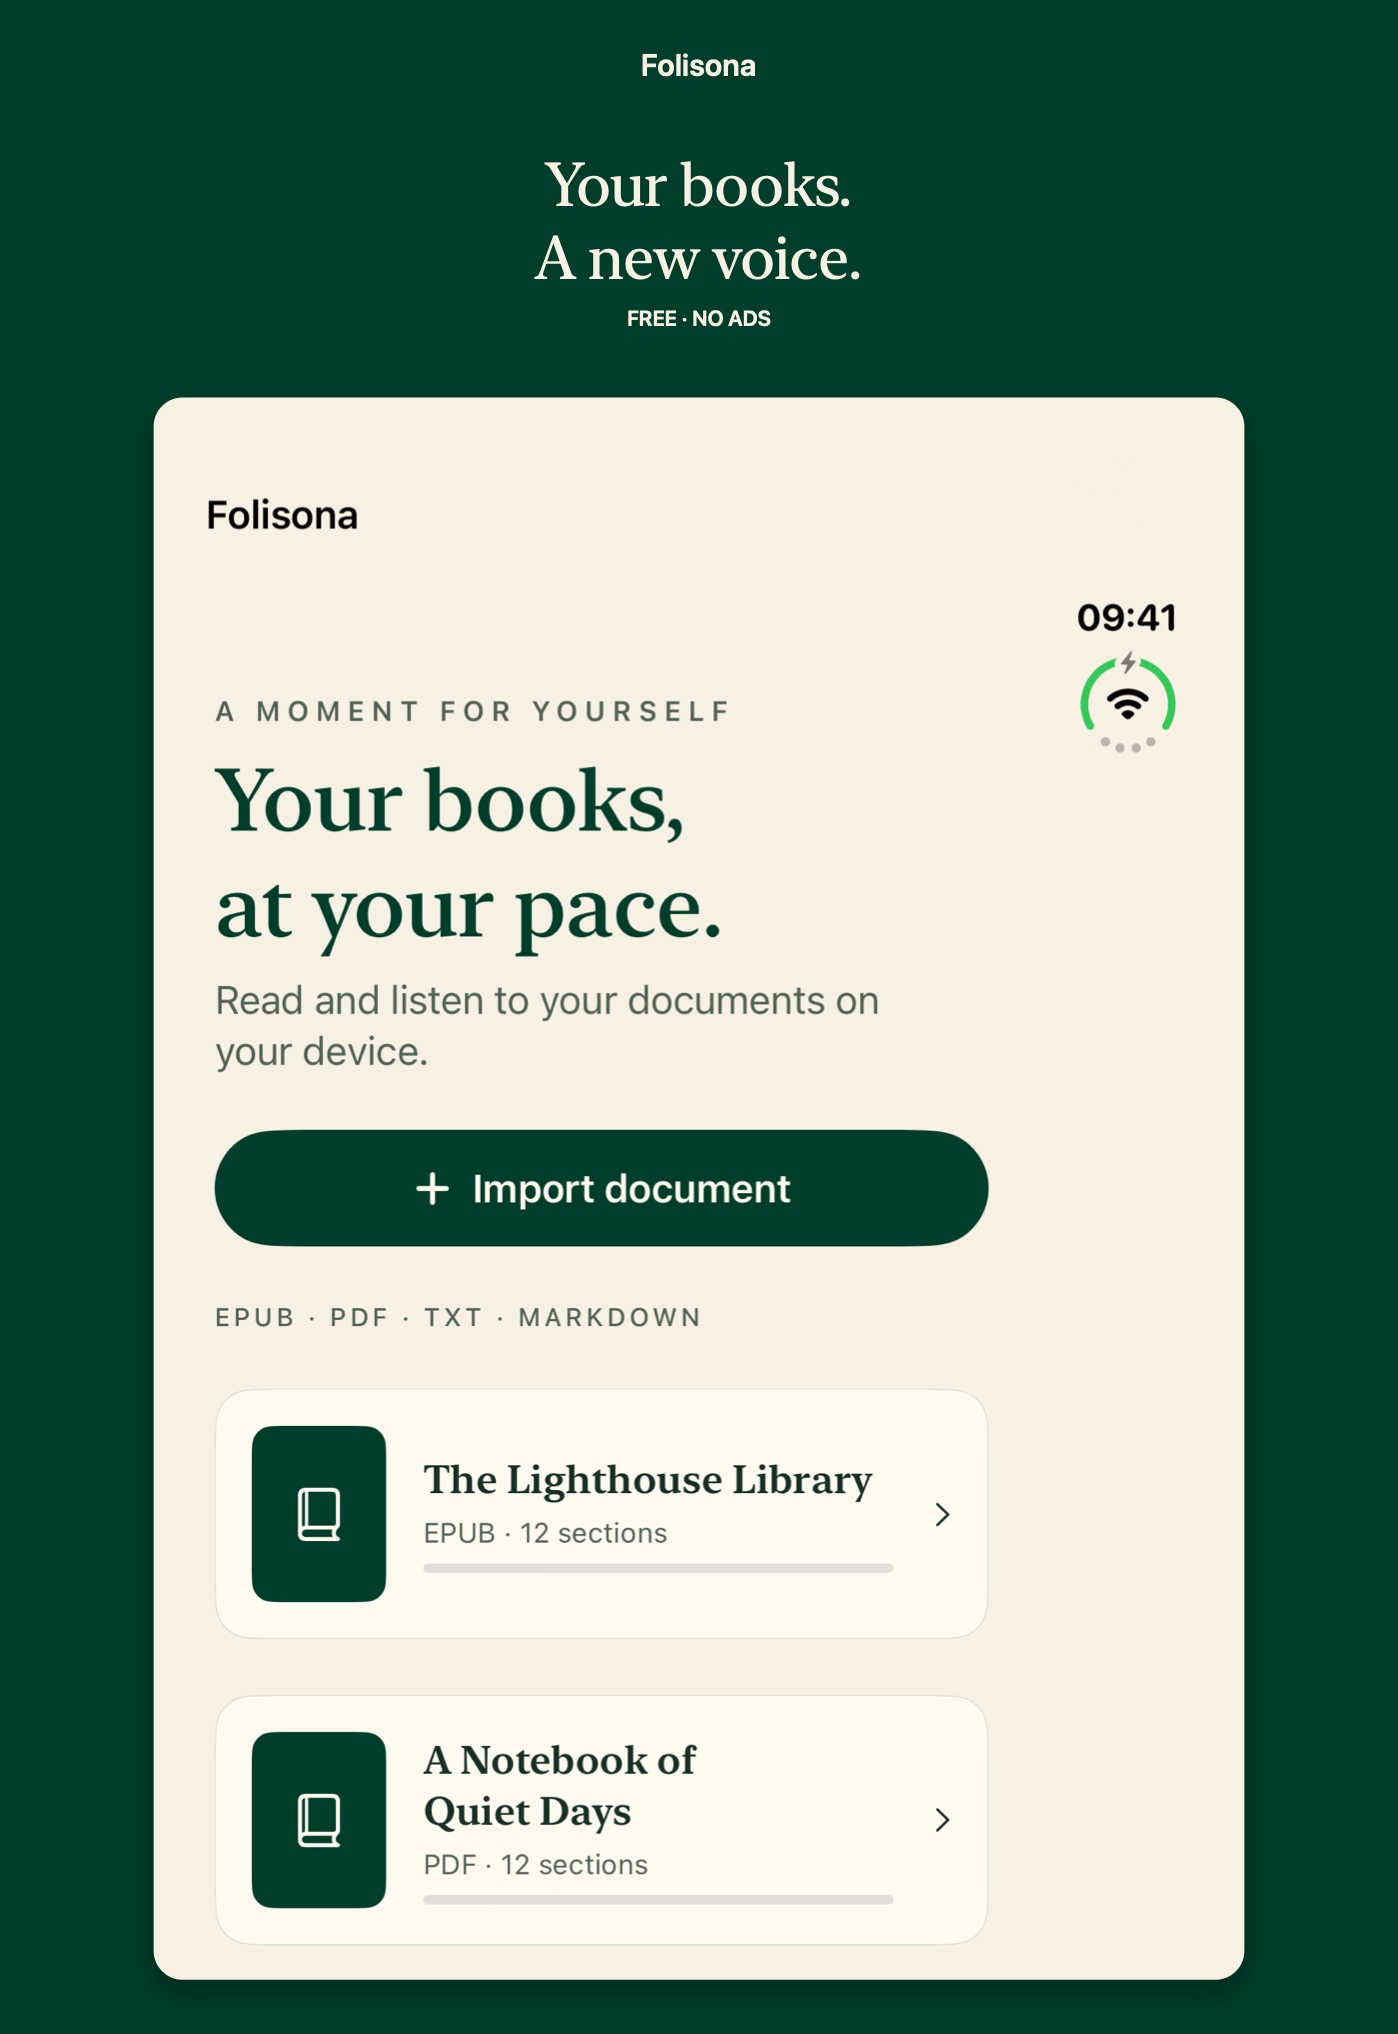 Folisona
Your books.
A new voice.
FREE · NO ADS
Folisona
09:41
A MOMENT FOR YOURSELF
Your books,
at your pace.
Read and listen to your documents on
your device.
+ Import document
EPUB · PDF · TXT · MARKDOWN
The Lighthouse Library
EPUB · 12 sections
A Notebook of
Quiet Days
PDF · 12 sections